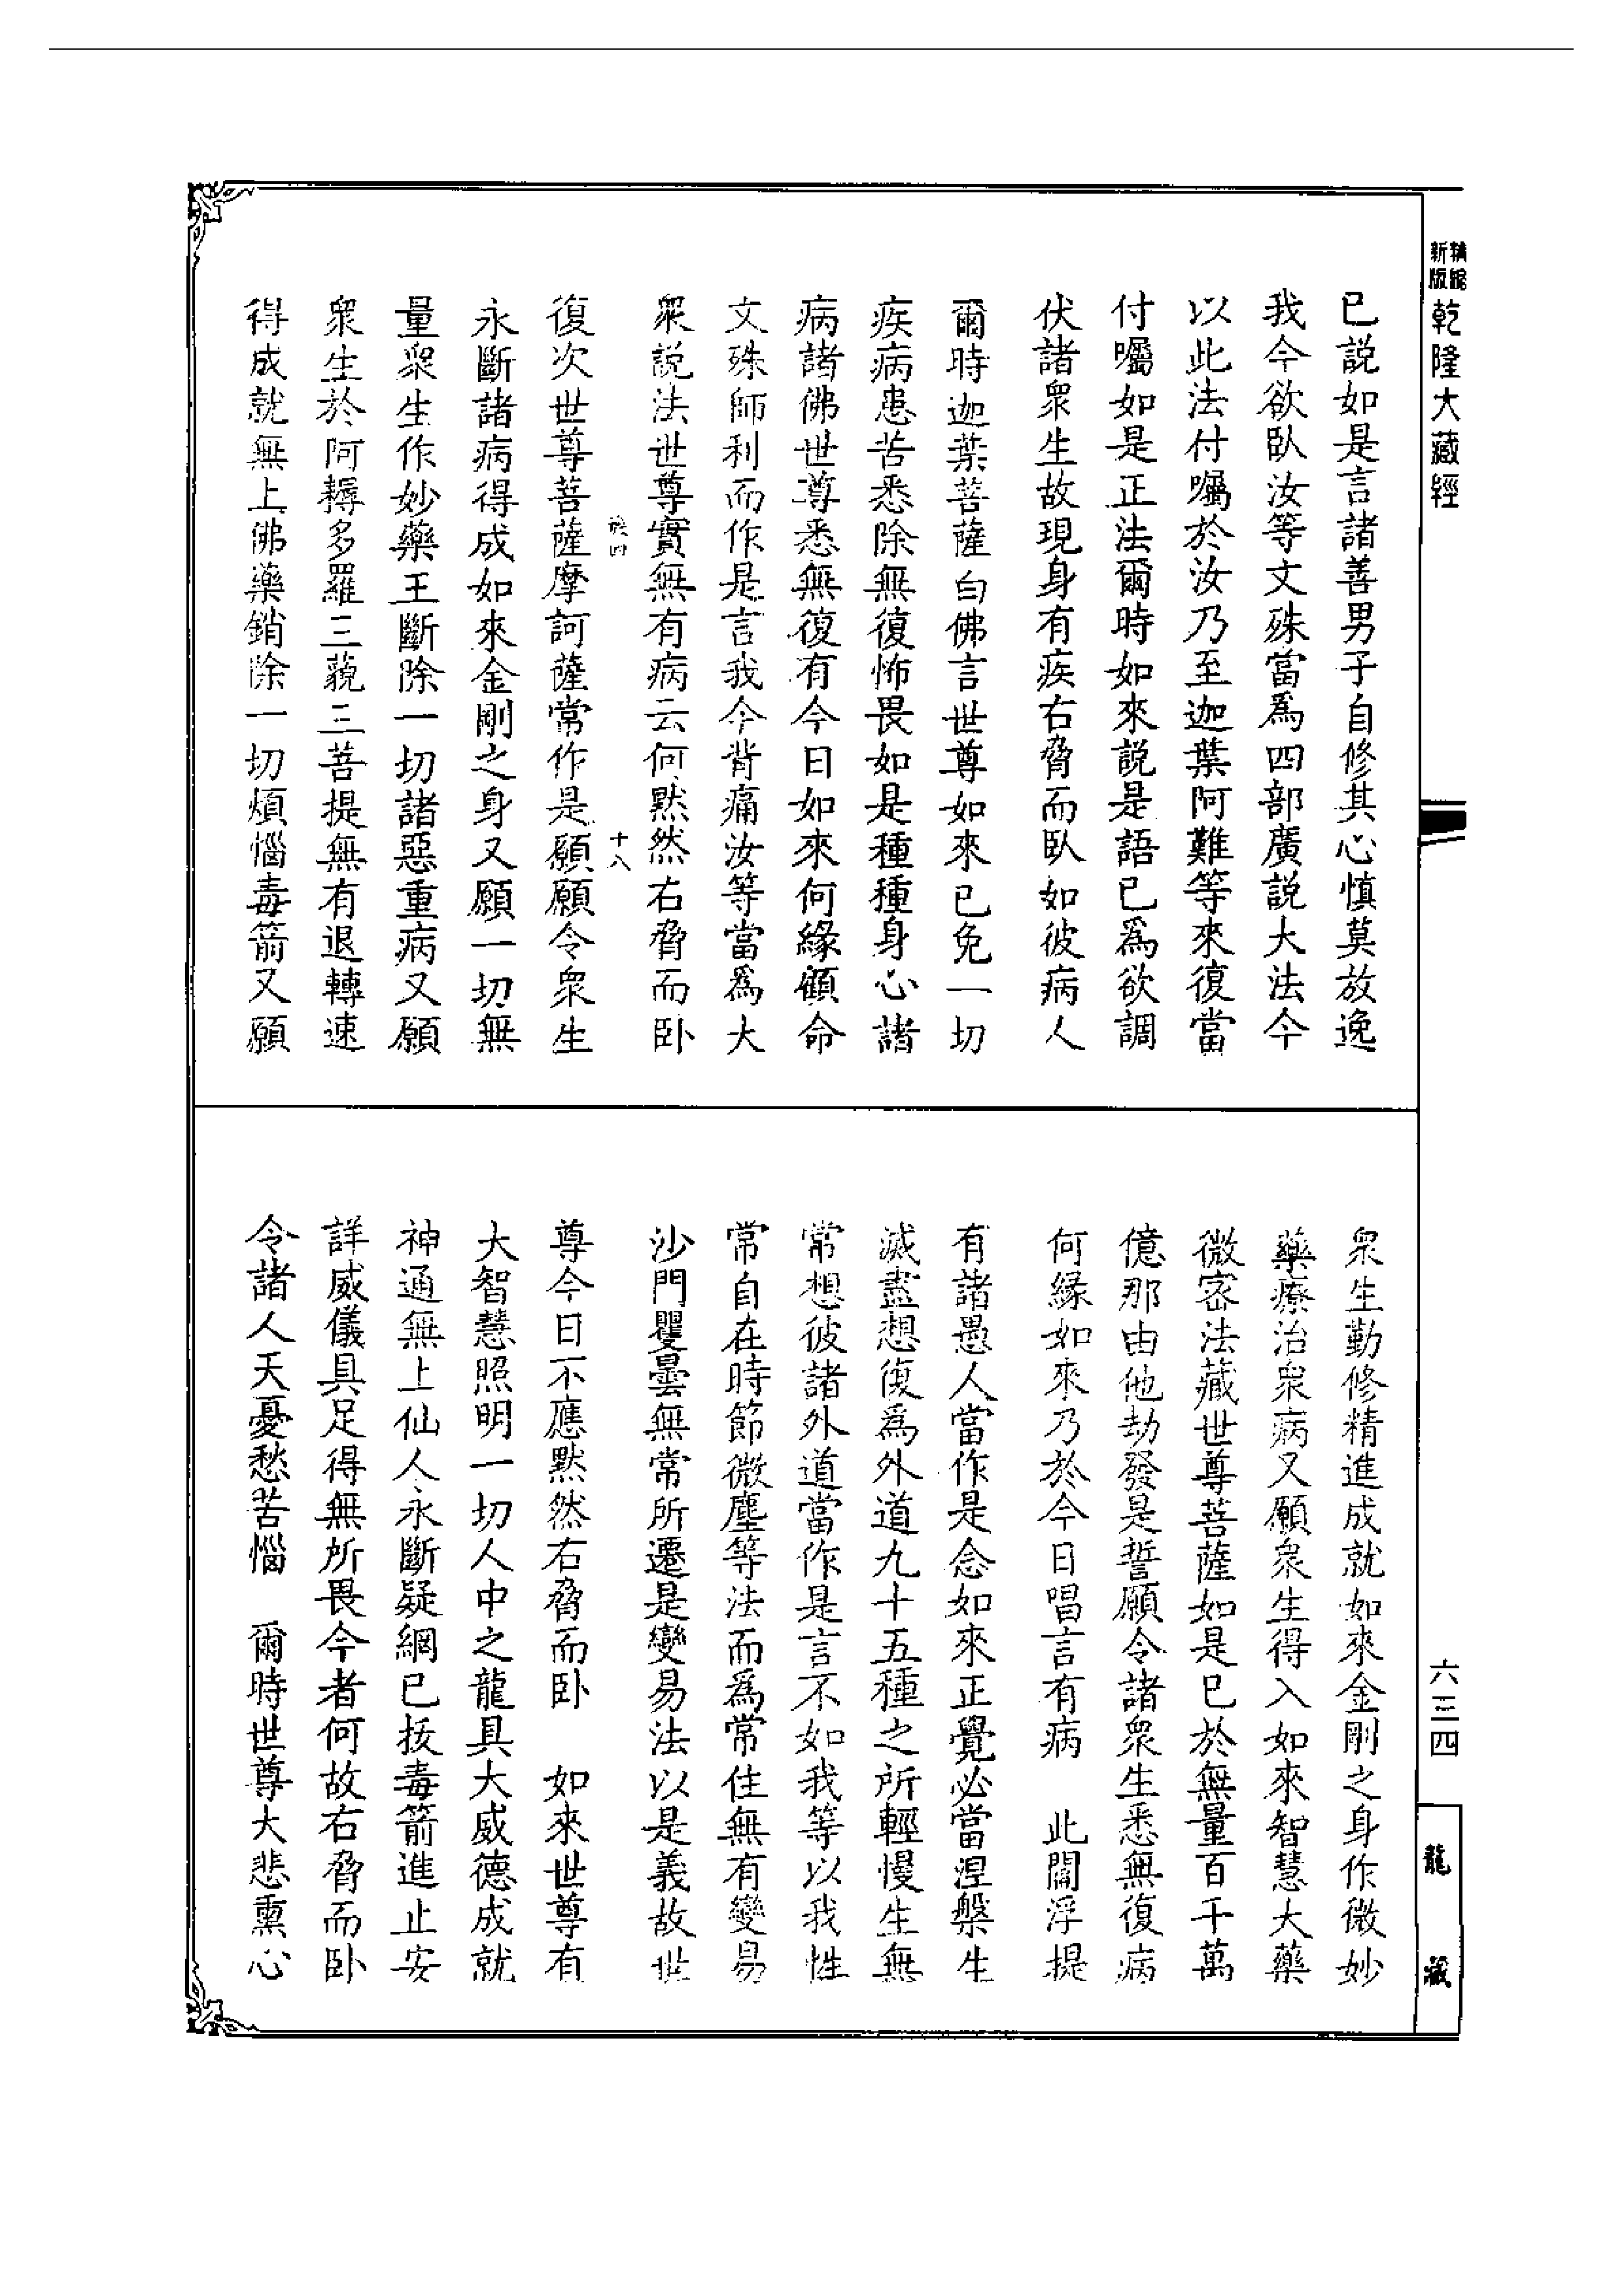 精縮
新版
乾隆大藏經
已說如是言諸善男子自修其心慎莫放逸
我今欲臥汝等文殊當爲四部廣說大法今
以此法付囑於汝乃至迦葉阿難等來復當
付囑如是正法爾時如來說是語已爲欲調
伏諸眾生故現身有疾右脅而臥如彼病人
爾時迦葉菩薩白佛言世尊如來已免一切
疾病患苦悉除無復怖畏如是種種身心諸
病諸佛世尊悉無復有今日如來何緣顧命
文殊師利而作是言我今背痛汝等當爲大
眾說法世尊實無有病云何默然右脅而卧
十八
復次世尊菩薩摩訶薩常作是願願令眾生
永斷諸病得成如來金剛之身又願一切無
量眾生作妙藥王斷除一切諸惡重病又願
眾生於阿耨多羅三藐三菩提無有退轉速
得成就無上佛藥銷除一切煩惱毒箭又願
眾生勤修精進成就如來金剛之身作微妙
藥療治眾病又願眾生得入如來智慧大藥
微密法藏世尊菩薩如是已於無量百千萬
億那由他劫發是誓願令諸眾生悉無復病
何緣如來乃於今日唱言有病　此閻浮提
有諸愚人當作是念如來正覺必當涅槃生
滅盡想復爲外道九十五種之所輕慢生無
常想彼諸外道當作是言不如我等以我性
常自在時節微塵等法而爲常住無有變易
沙門瞿曇無常所遷是變易法以是義故世
尊今日不應默然右脅而卧　如來世尊有
大智慧照明一切人中之龍具大威德成就
神通無上仙人永斷疑網已拔毒箭進止安
詳威儀具足得無所畏今者何故右脅而卧
令諸人天憂愁苦惱　爾時世尊大悲熏心
六三四
龍藏